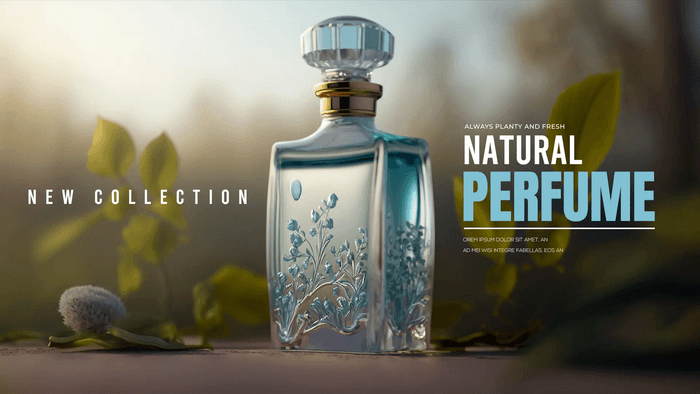 NEW COLLECTION
ALWAYS PLANTY AND FRESH
NATURAL
PERFUME
OREM IPSUM DOLOR SIT AMET, AN
AD MEI WISI INTEGRE FABELLAS, EOS AN